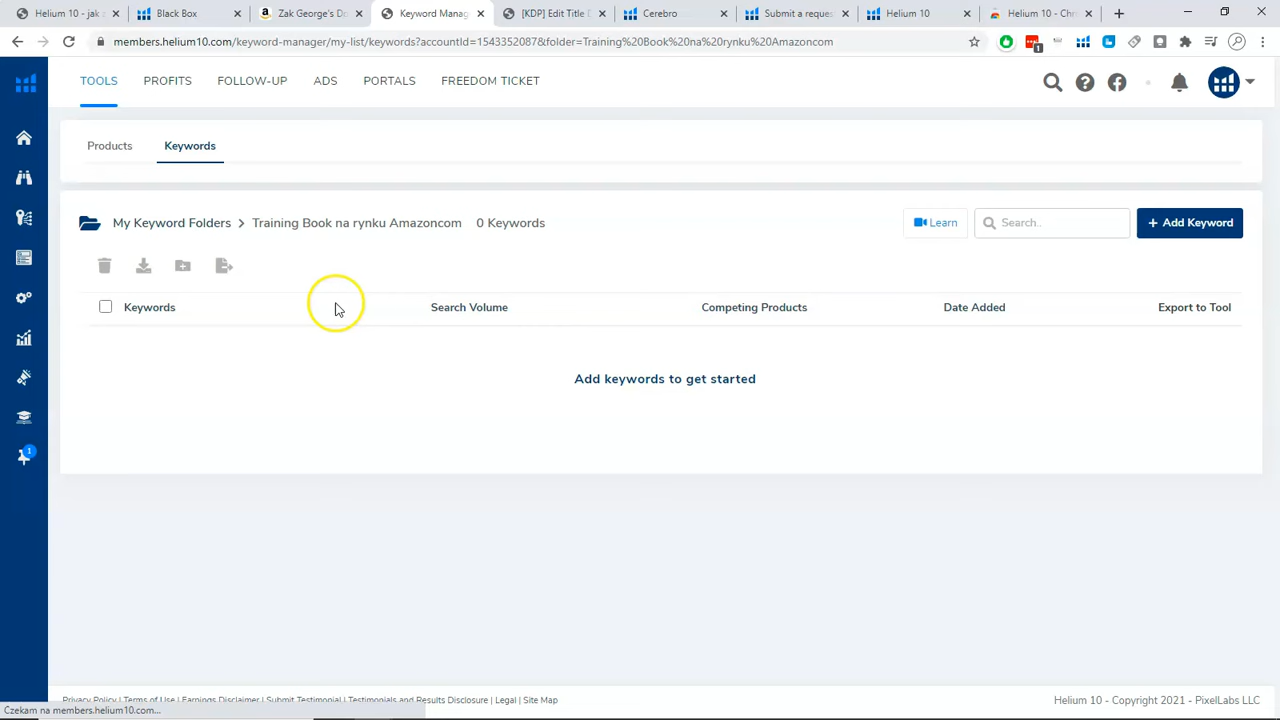 Helium 10 - jak z
Black Box
Zak George's Do
Keyword Manag
[KDP] Edit Title D
Cerebro
Submit a reques
Helium 10
Helium 10 - Chr
members.helium10.com/keyword-manager/my-list/keywords?accountId=1543352087&folder=Training%20Book%20na%20rynku%20Amazoncom
1
TOOLS PROFITS FOLLOW-UP ADS PORTALS FREEDOM TICKET
Products Keywords
My Keyword Folders > Training Book na rynku Amazoncom 0 Keywords Learn Search.. + Add Keyword
Keywords Search Volume Competing Products Date Added Export to Tool
Add keywords to get started
1
Privacy Policy | Terms of Use | Earnings Disclaimer | Submit Testimonial | Testimonials and Results Disclosure | Legal | Site Map
Helium 10 - Copyright 2021 - PixelLabs LLC
Czekam na members.helium10.com...